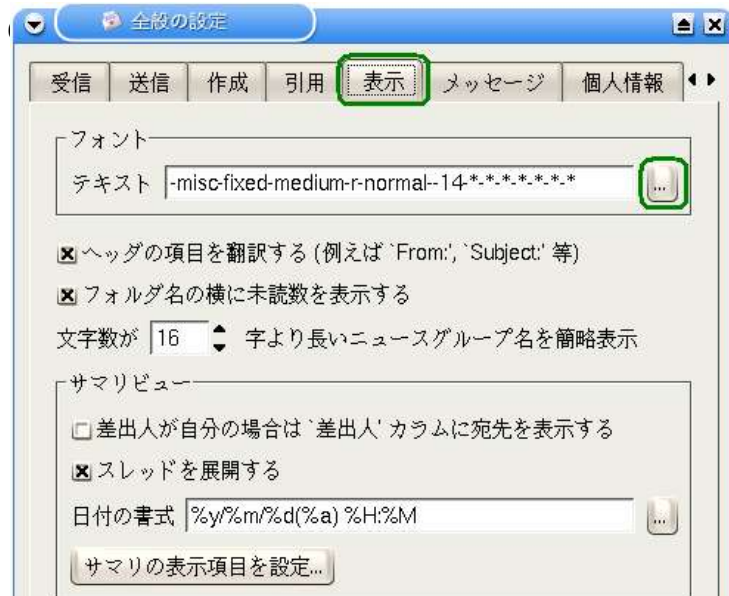 全般の設定
受信 送信 作成 引用 表示 メッセージ 個人情報
フォント
テキスト -misc-fixed-medium-r-normal--14-*-*-*-*-*-*-* ...
ヘッダの項目を翻訳する (例えば `From:', `Subject:' 等)
フォルダ名の横に未読数を表示する
文字数が 16 字より長いニュースグループ名を簡略表示
サマリビュー
差出人が自分の場合は `差出人' カラムに宛先を表示する
スレッドを展開する
日付の書式 %y/%m/%d(%a) %H:%M ...
サマリの表示項目を設定...